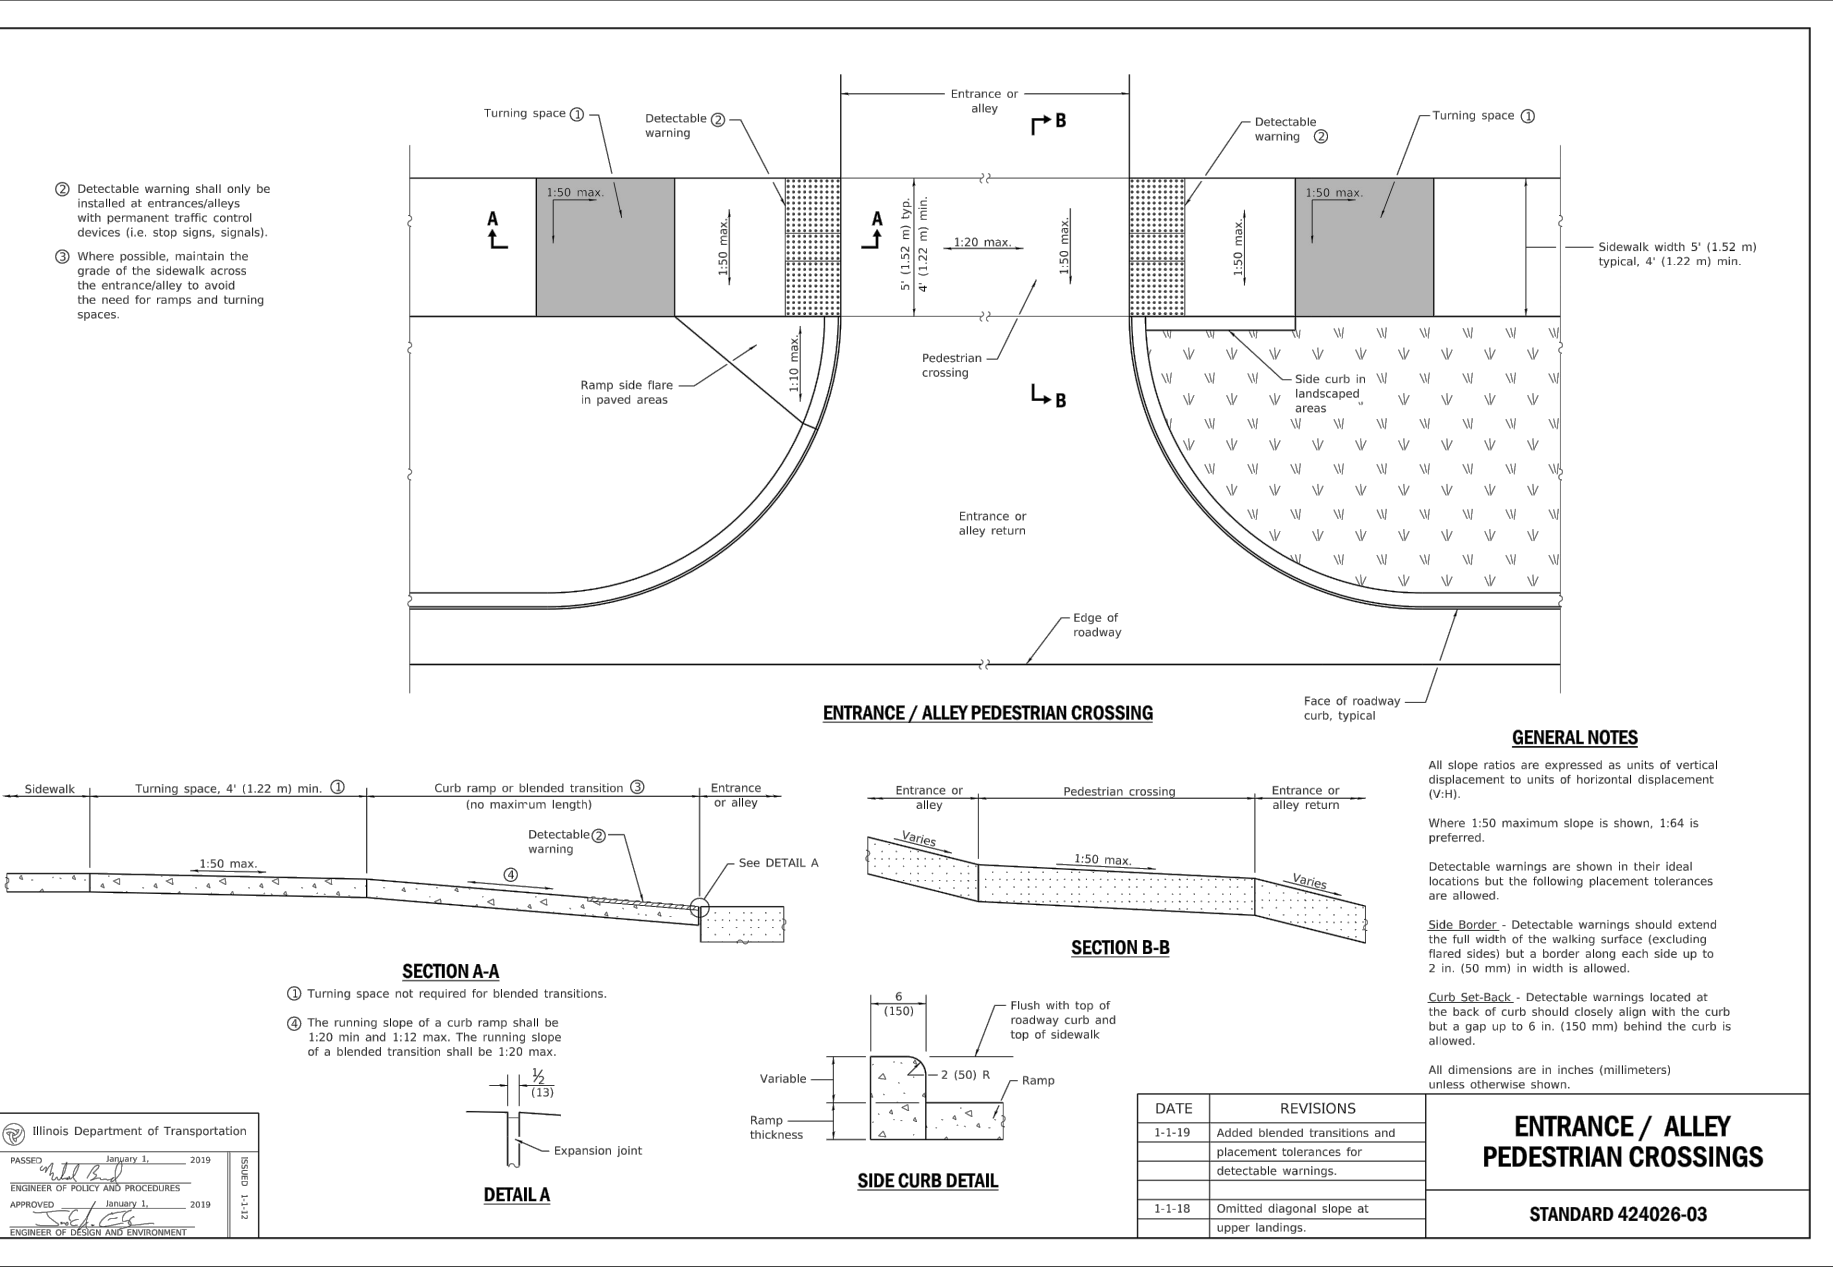 Entrance or
alley
B
Turning space ①
Detectable ②
warning
Detectable
warning ②
Turning space ①
② Detectable warning shall only be
installed at entrances/alleys
with permanent traffic control
devices (i.e. stop signs, signals).
③ Where possible, maintain the
grade of the sidewalk across
the entrance/alley to avoid
the need for ramps and turning
spaces.
1:50 max.
A
1:50 max.
A
5' (1.52 m) typ.
4' (1.22 m) min.
1:20 max.
1:50 max.
1:50 max.
1:50 max.
Sidewalk width 5' (1.52 m)
typical, 4' (1.22 m) min.
1:10 max.
Ramp side flare
in paved areas
Pedestrian
crossing
B
Side curb in
landscaped
areas
Entrance or
alley return
Edge of
roadway
Face of roadway
curb, typical
ENTRANCE / ALLEY PEDESTRIAN CROSSING
Sidewalk
Turning space, 4' (1.22 m) min. ①
Curb ramp or blended transition ③
(no maximum length)
Entrance
or alley
Detectable ②
warning
See DETAIL A
1:50 max.
④
SECTION A-A
① Turning space not required for blended transitions.
④ The running slope of a curb ramp shall be
1:20 min and 1:12 max. The running slope
of a blended transition shall be 1:20 max.
Entrance or
alley
Pedestrian crossing
Entrance or
alley return
Varies
1:50 max.
Varies
SECTION B-B
½
(13)
Expansion joint
DETAIL A
6
(150)
Flush with top of
roadway curb and
top of sidewalk
Variable
2 (50) R
Ramp
Ramp
thickness
SIDE CURB DETAIL
GENERAL NOTES
All slope ratios are expressed as units of vertical
displacement to units of horizontal displacement
(V:H).
Where 1:50 maximum slope is shown, 1:64 is
preferred.
Detectable warnings are shown in their ideal
locations but the following placement tolerances
are allowed.
Side Border - Detectable warnings should extend
the full width of the walking surface (excluding
flared sides) but a border along each side up to
2 in. (50 mm) in width is allowed.
Curb Set-Back - Detectable warnings located at
the back of curb should closely align with the curb
but a gap up to 6 in. (150 mm) behind the curb is
allowed.
All dimensions are in inches (millimeters)
unless otherwise shown.
Illinois Department of Transportation
PASSED January 1, 2019
ENGINEER OF POLICY AND PROCEDURES
APPROVED January 1, 2019
ENGINEER OF DESIGN AND ENVIRONMENT
ISSUED 1-1-12
DATE REVISIONS
1-1-19 Added blended transitions and
placement tolerances for
detectable warnings.
1-1-18 Omitted diagonal slope at
upper landings.
ENTRANCE / ALLEY
PEDESTRIAN CROSSINGS
STANDARD 424026-03